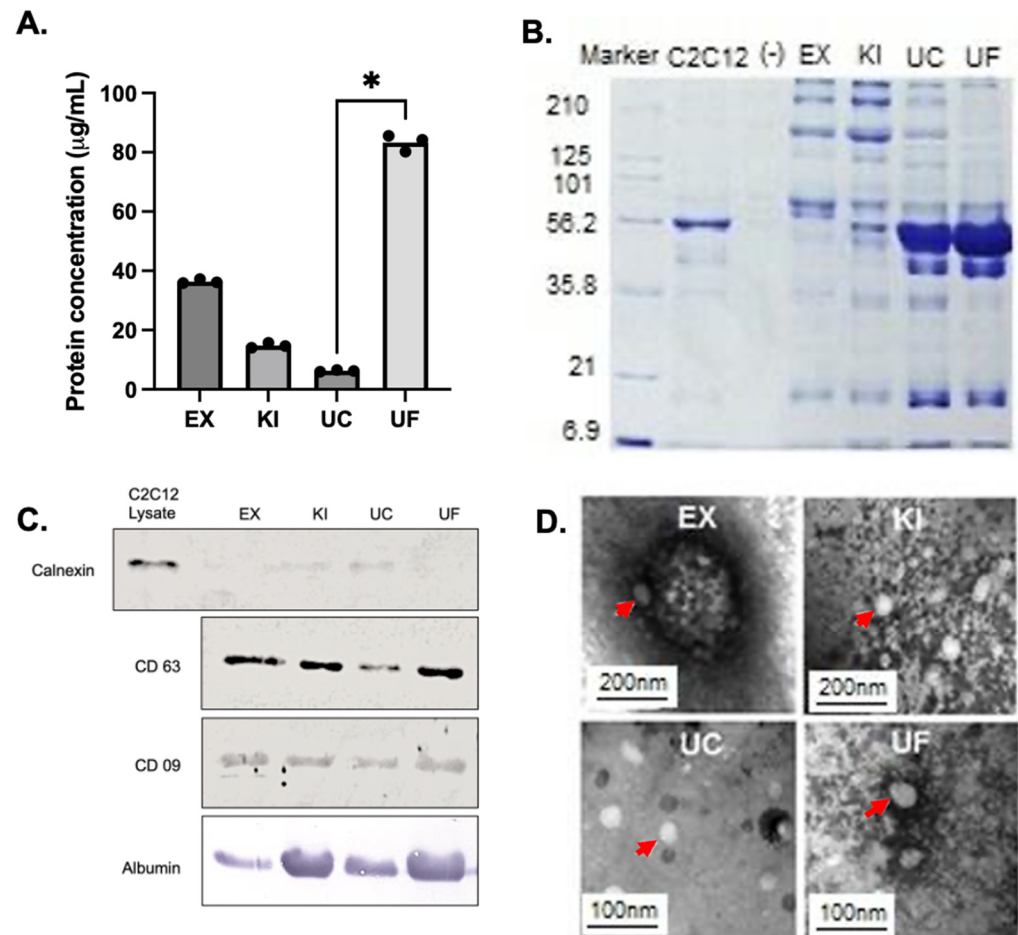 A.
Protein concentration (μg/mL)
100
80
60
40
20
0
*
EX KI UC UF
B.
Marker C2C12 (-) EX KI UC UF
210
125
101
56.2
35.8
21
6.9
C.
C2C12
Lysate
EX KI UC UF
Calnexin
CD 63
CD 09
Albumin
D.
EX
200nm
KI
200nm
UC
100nm
UF
100nm